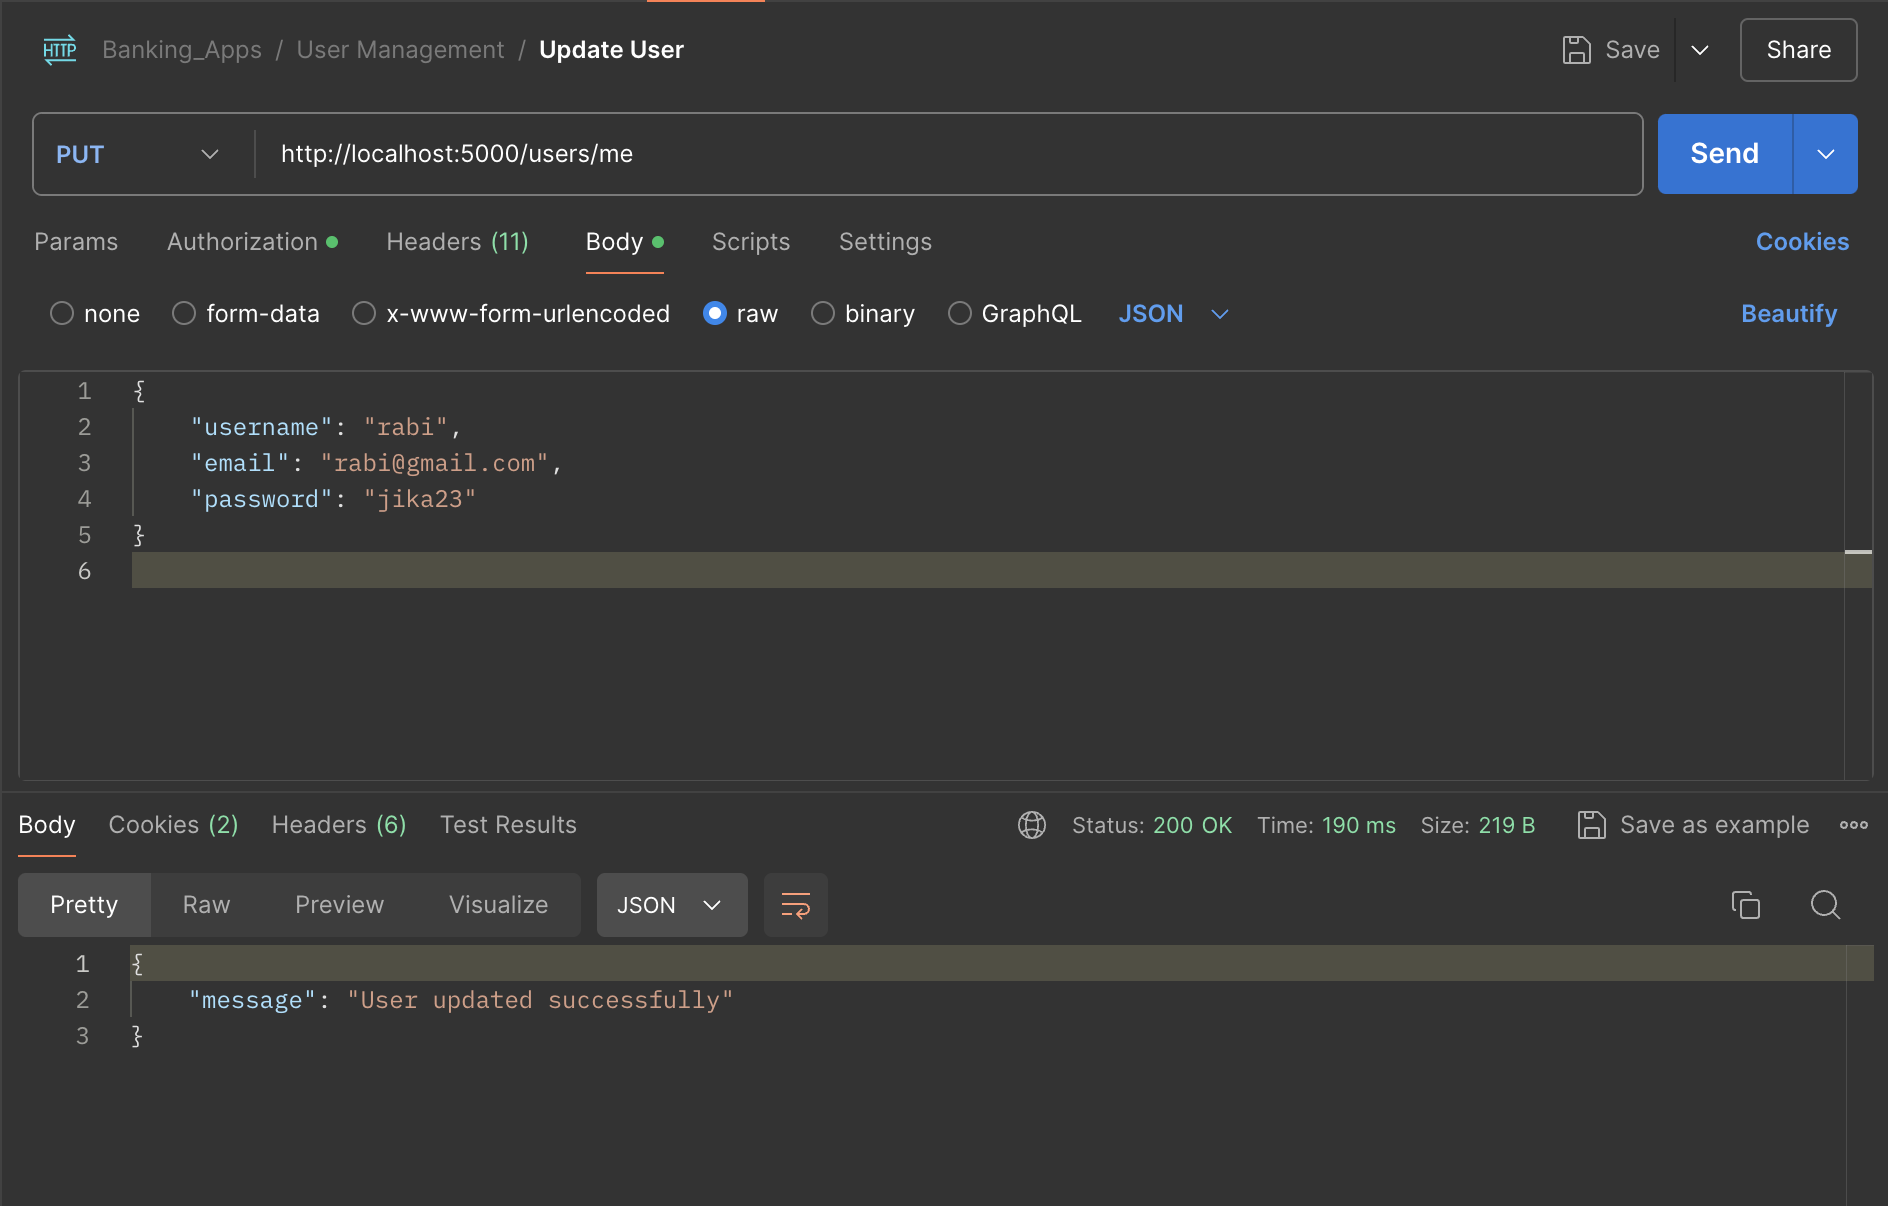 HTTP Banking_Apps / User Management / Update User Save Share
PUT http://localhost:5000/users/me Send
Params Authorization Headers (11) Body Scripts Settings Cookies
none form-data x-www-form-urlencoded raw binary GraphQL JSON Beautify
1 {
2 "username": "rabi",
3 "email": "rabi@gmail.com",
4 "password": "jika23"
5 }
6
Body Cookies (2) Headers (6) Test Results Status: 200 OK Time: 190 ms Size: 219 B Save as example
Pretty Raw Preview Visualize JSON
1 {
2 "message": "User updated successfully"
3 }